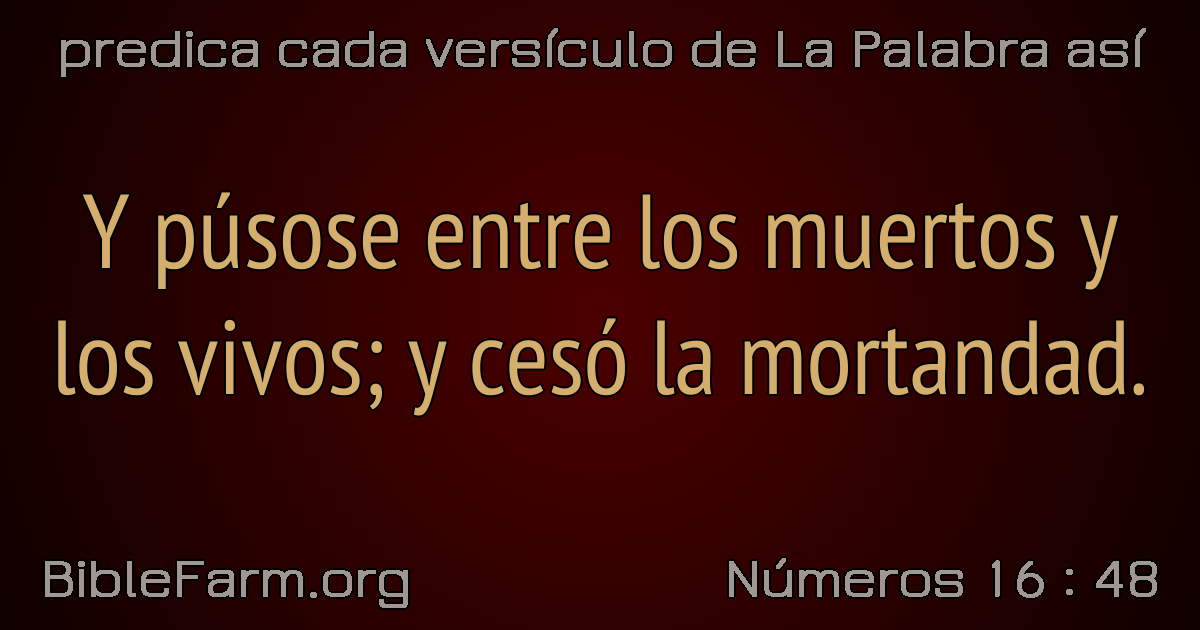 predica cada versículo de La Palabra así
Y púsose entre los muertos y
los vivos; y cesó la mortandad.
BibleFarm.org
Números 16 : 48